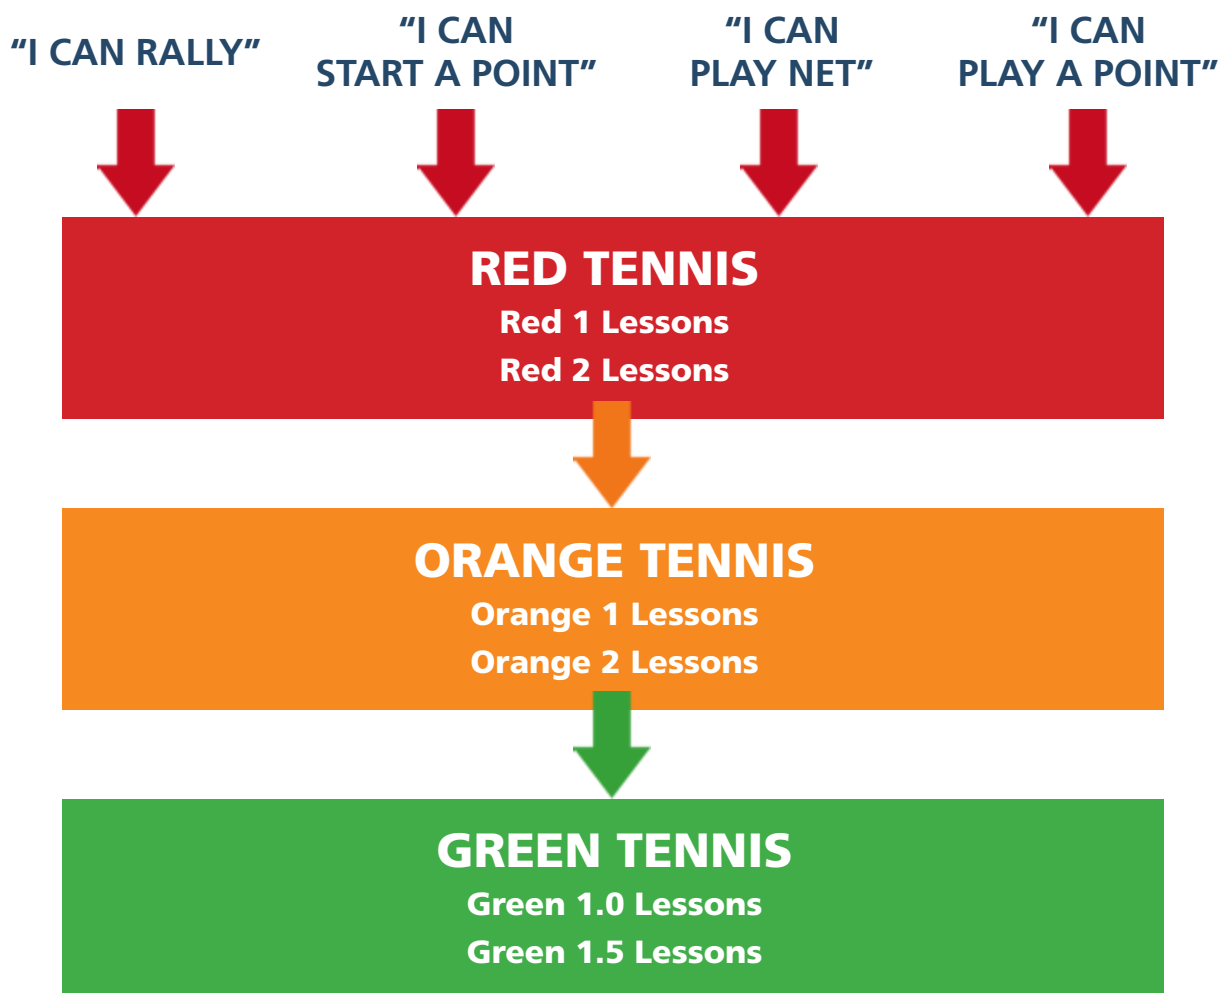 “I CAN RALLY”
“I CAN
START A POINT”
“I CAN
PLAY NET”
“I CAN
PLAY A POINT”
RED TENNIS
Red 1 Lessons
Red 2 Lessons
ORANGE TENNIS
Orange 1 Lessons
Orange 2 Lessons
GREEN TENNIS
Green 1.0 Lessons
Green 1.5 Lessons